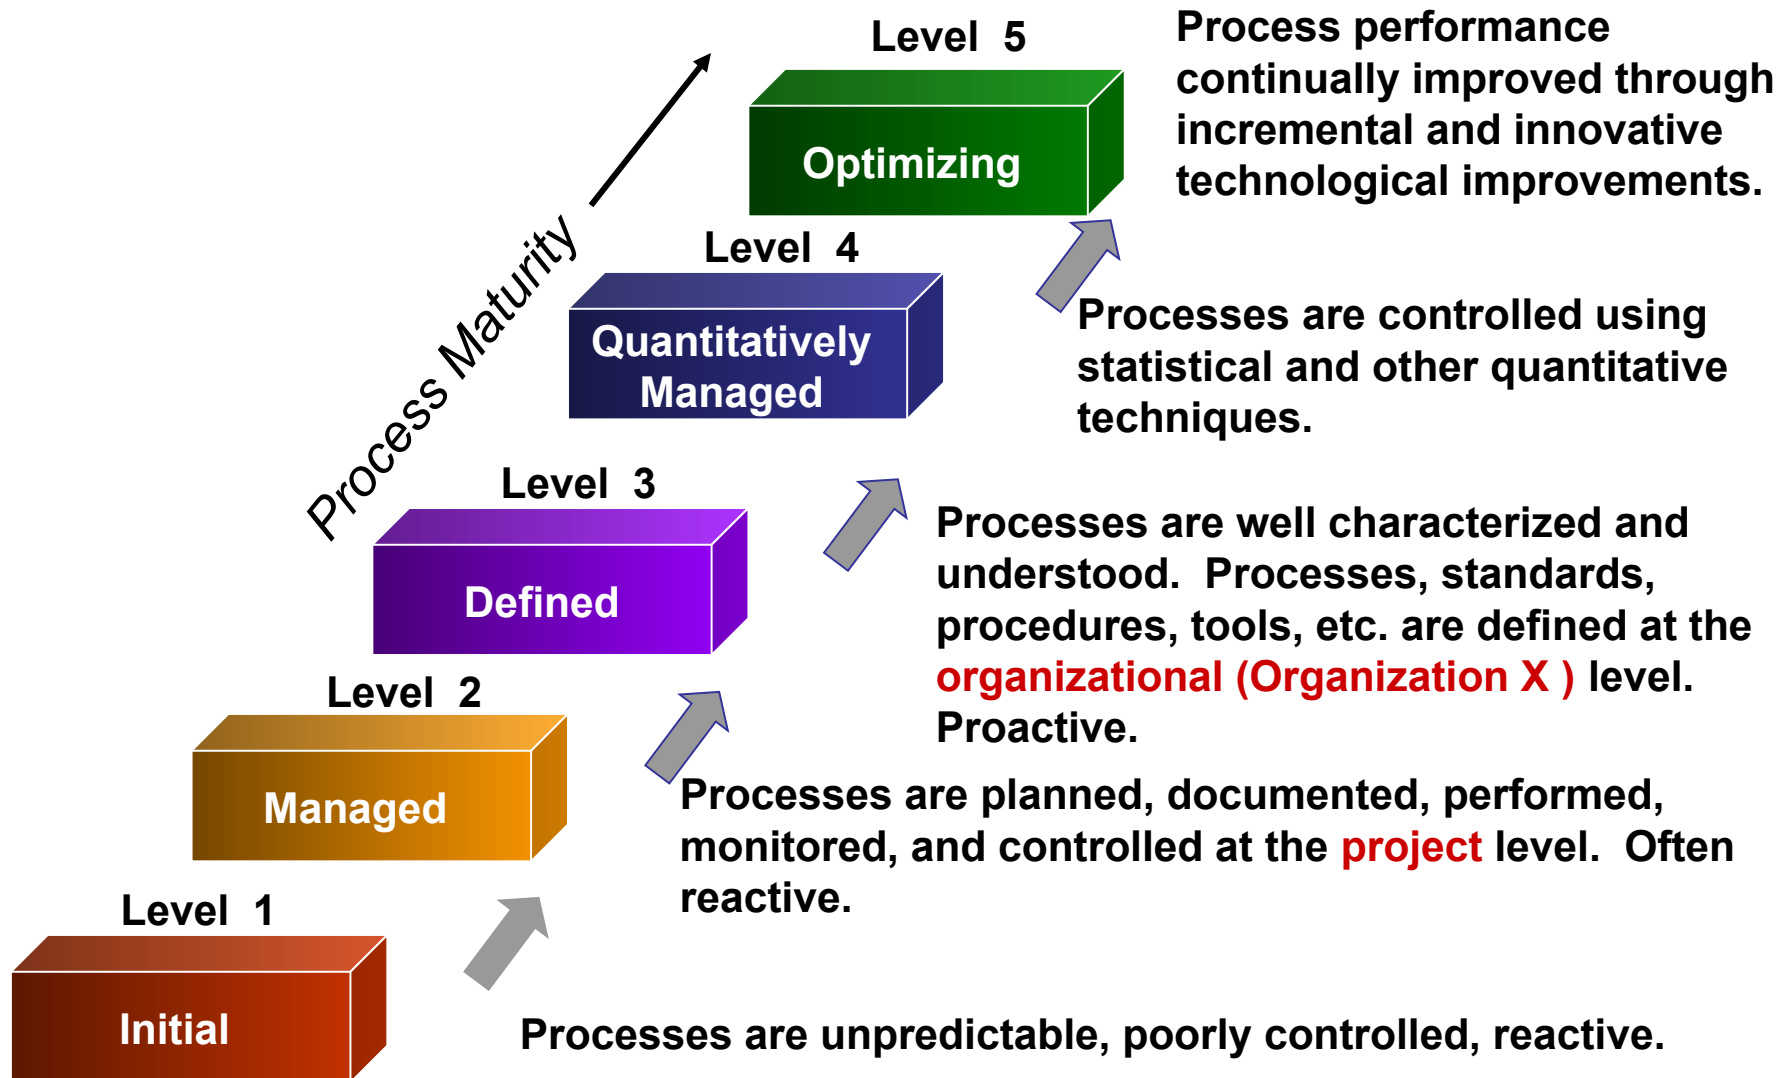 Level 5
Optimizing
Process performance
continually improved through
incremental and innovative
technological improvements.
Process Maturity
Level 4
Quantitatively
Managed
Processes are controlled using
statistical and other quantitative
techniques.
Level 3
Defined
Processes are well characterized and
understood. Processes, standards,
procedures, tools, etc. are defined at the
organizational (Organization X ) level.
Proactive.
Level 2
Managed
Processes are planned, documented, performed,
monitored, and controlled at the project level. Often
reactive.
Level 1
Initial
Processes are unpredictable, poorly controlled, reactive.